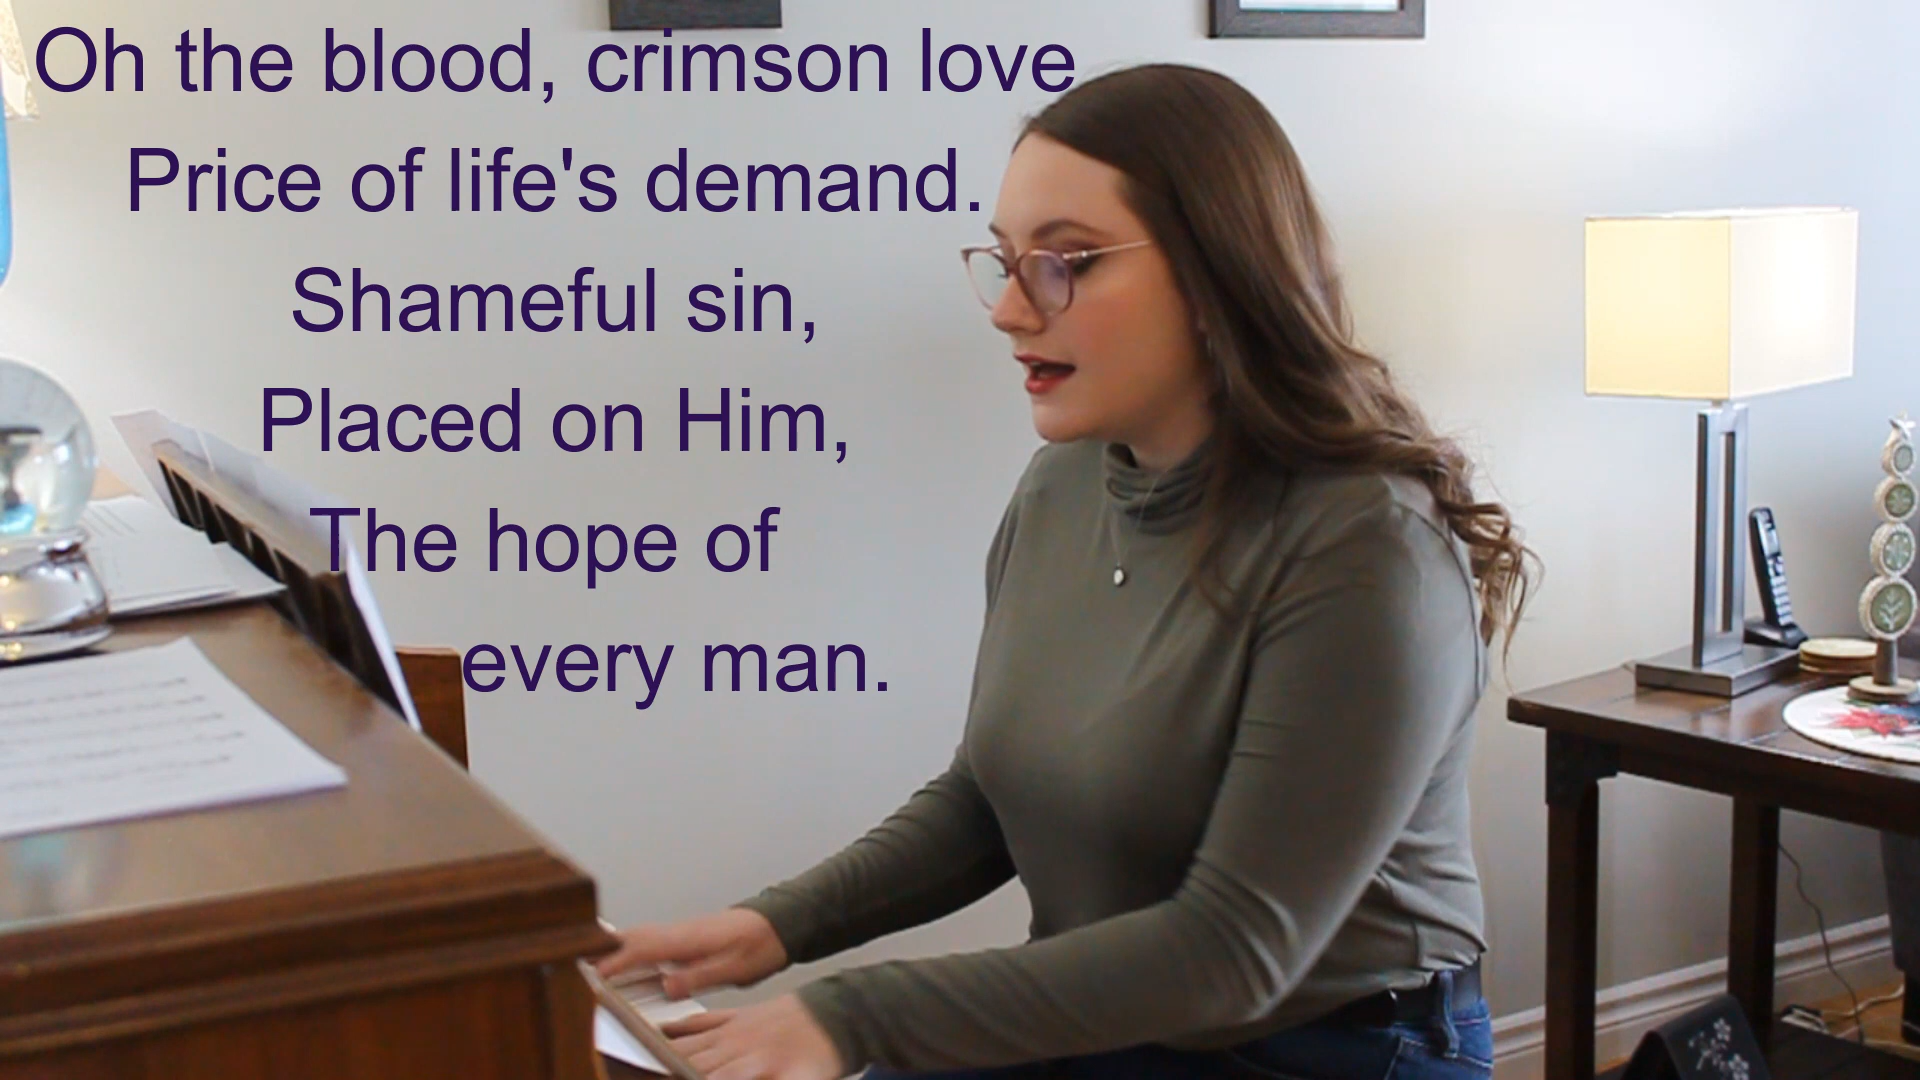 Oh the blood, crimson love
Price of life's demand.
Shameful sin,
Placed on Him,
The hope of
every man.